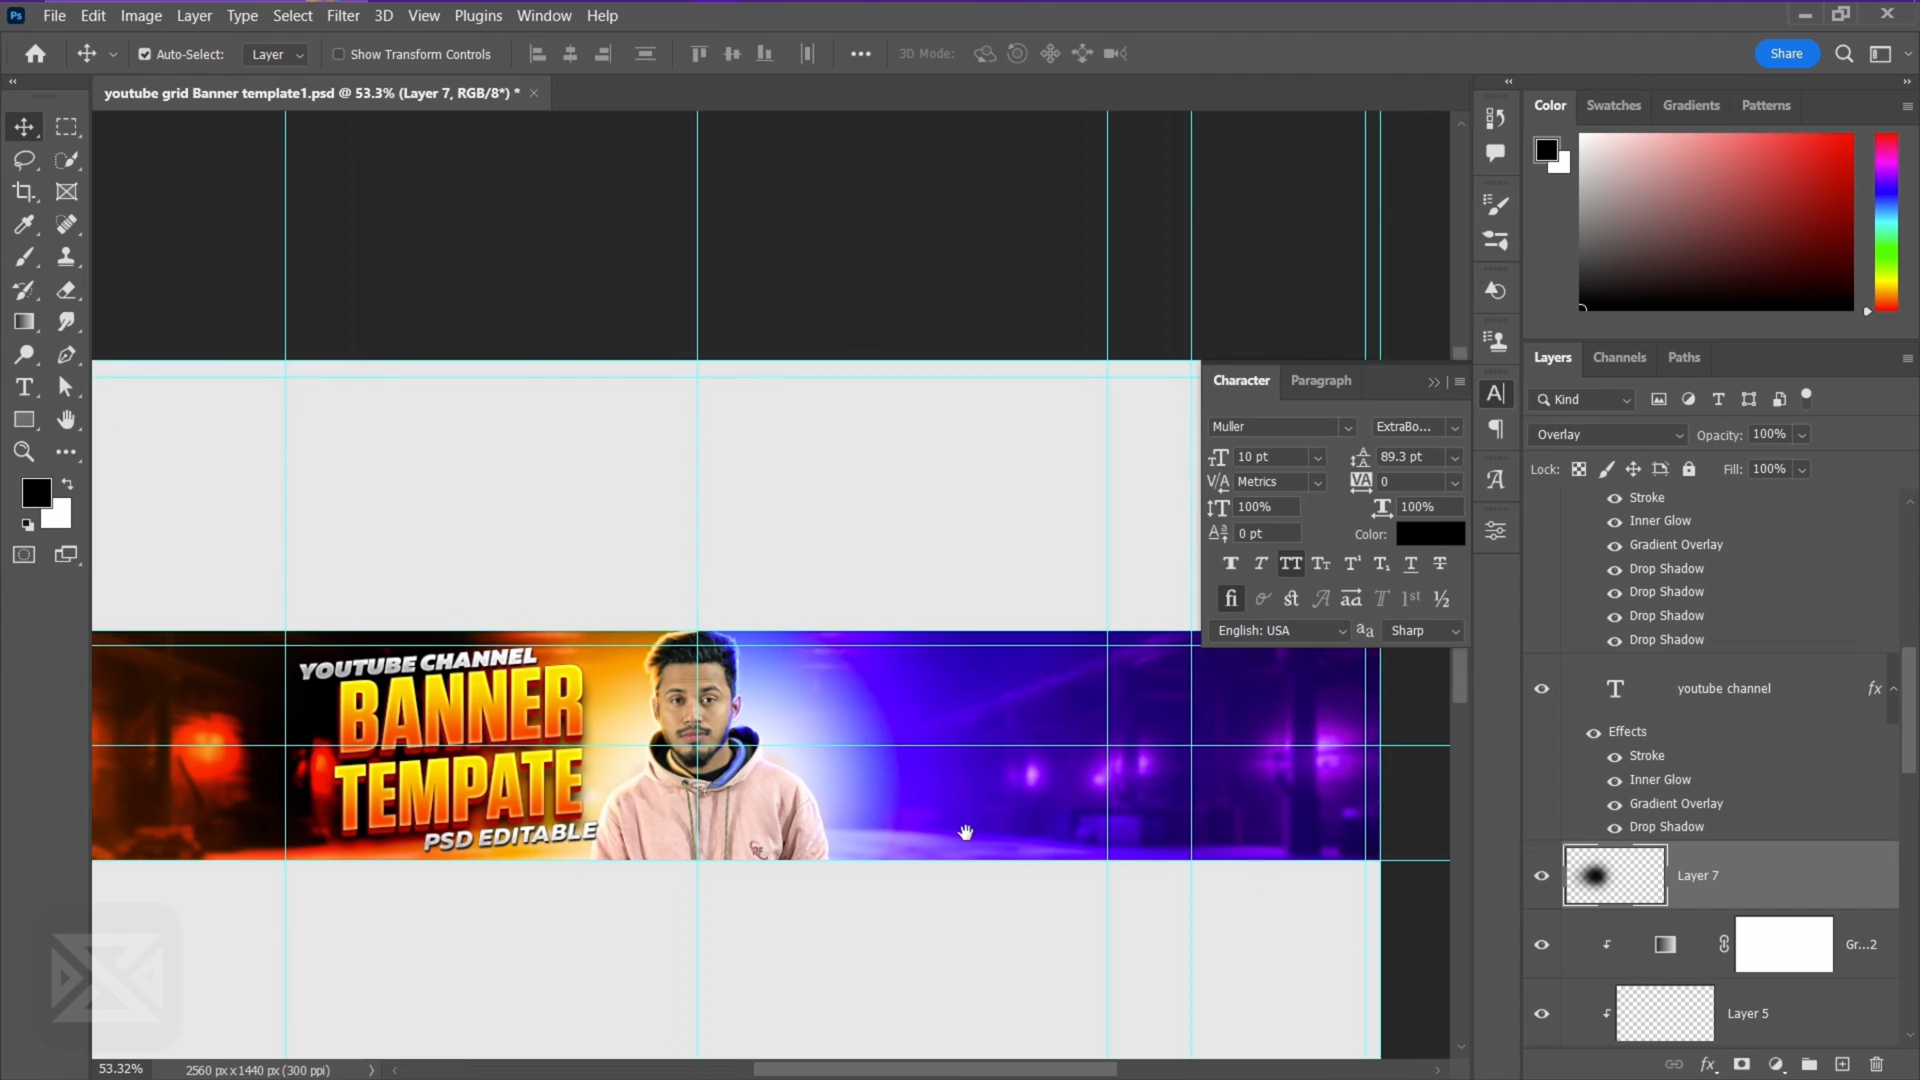 File Edit Image Layer Type Select Filter 3D View Plugins Window Help
Auto-Select: Layer Show Transform Controls 3D Mode: Share
youtube grid Banner template1.psd @ 53.3% (Layer 7, RGB/8*) *
Color Swatches Gradients Patterns
Layers Channels Paths
Kind
Overlay Opacity: 100%
Lock: Fill: 100%
Stroke
Inner Glow
Gradient Overlay
Drop Shadow
Drop Shadow
Drop Shadow
Drop Shadow
youtube channel fx
Effects
Stroke
Inner Glow
Gradient Overlay
Drop Shadow
Layer 7
Gr...2
Layer 5
Character Paragraph
Muller ExtraBo...
10 pt 89.3 pt
Metrics 0
100% 100%
0 pt Color:
English: USA Sharp
YOUTUBE CHANNEL
BANNER
TEMPATE
PSD EDITABLE
53.32% 2560 px x 1440 px (300 ppi)